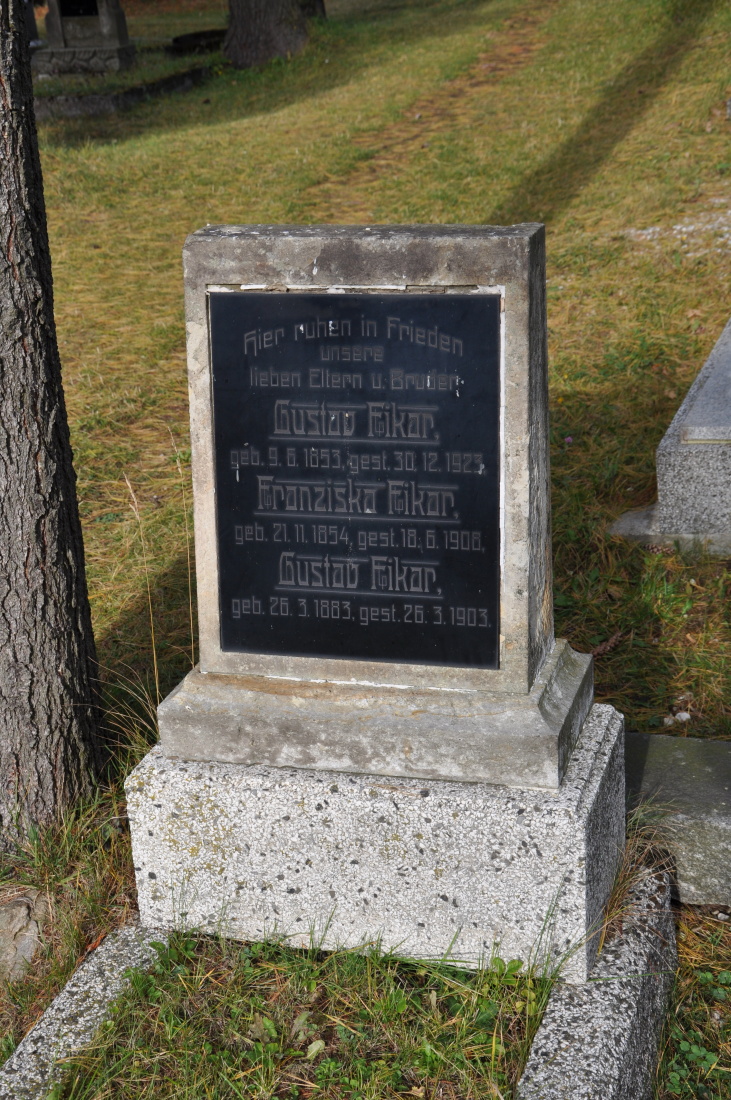 Hier ruhen in Frieden
unsere
lieben Eltern u. Bruder
Gustav Fikar,
geb. 9. 6. 1853, gest. 30. 12. 1923,
Franziska Fikar,
geb. 21. 11. 1854, gest. 18. 6. 1908,
Gustav Fikar,
geb. 26. 3. 1883, gest. 26. 3. 1903.